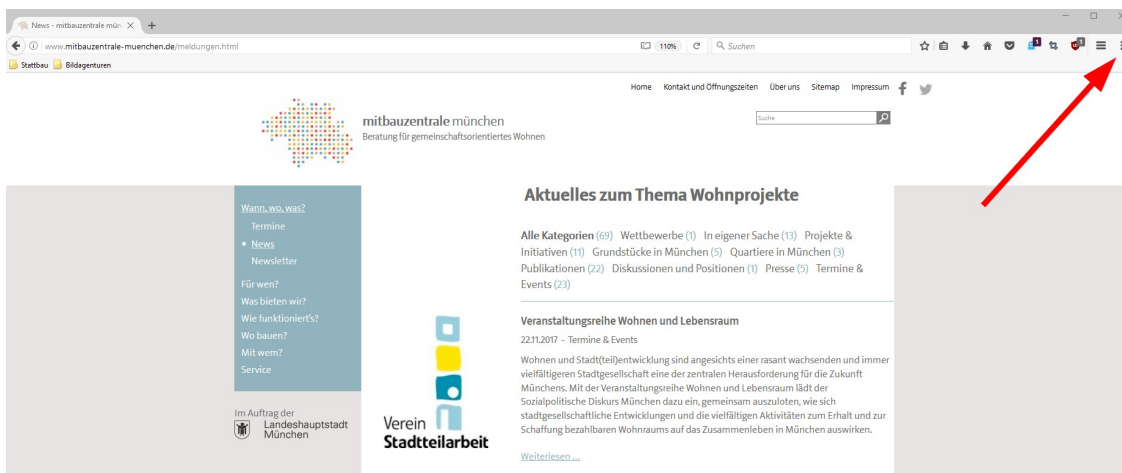 News - mitbauzentrale mün
www.mitbauzentrale-muenchen.de/meldungen.html
110%
Suchen
1
1
Stattbau
Bildagenturen
Home Kontakt und Öffnungszeiten Über uns Sitemap Impressum
mitbauzentrale münchen
Beratung für gemeinschaftsorientiertes Wohnen
Suche
Wann, wo, was?
Termine
• News
Newsletter
Für wen?
Was bieten wir?
Wie funktioniert's?
Wo bauen?
Mit wem?
Service
Im Auftrag der
Landeshauptstadt
München
Verein
Stadtteilarbeit
Aktuelles zum Thema Wohnprojekte
Alle Kategorien (69) Wettbewerbe (1) In eigener Sache (13) Projekte &
Initiativen (11) Grundstücke in München (5) Quartiere in München (3)
Publikationen (22) Diskussionen und Positionen (1) Presse (5) Termine &
Events (23)
Veranstaltungsreihe Wohnen und Lebensraum
22.11.2017 - Termine & Events
Wohnen und Stadt(teil)entwicklung sind angesichts einer rasant wachsenden und immer
vielfältigeren Stadtgesellschaft eine der zentralen Herausforderung für die Zukunft
Münchens. Mit der Veranstaltungsreihe Wohnen und Lebensraum lädt der
Sozialpolitische Diskurs München dazu ein, gemeinsam auszuloten, wie sich
stadtgesellschaftliche Entwicklungen und die vielfältigen Aktivitäten zum Erhalt und zur
Schaffung bezahlbaren Wohnraums auf das Zusammenleben in München auswirken.
Weiterlesen ...